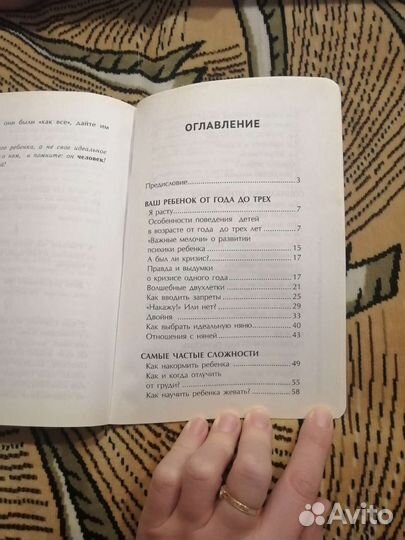 они были «как все», дайте им
ребенка, а не свое идеальное
о нем, и помните: он человек!
ОГЛАВЛЕНИЕ
Предисловие 3
ВАШ РЕБЕНОК ОТ ГОДА ДО ТРЕХ
Я расту 7
Особенности поведения детей
в возрасте от года до трех лет 7
«Важные мелочи» о развитии
психики ребенка 15
А был ли кризис? 17
Правда и выдумки
о кризисе одного года 17
Волшебные двухлетки 21
Как вводить запреты 25
«Накажу!» Или нет? 29
Двойня 33
Как выбрать идеальную няню 40
Отношения с няней 43
САМЫЕ ЧАСТЫЕ СЛОЖНОСТИ
Как накормить ребенка 49
Как и когда отлучить
от груди? 55
Как научить ребенка жевать? 58
Avito